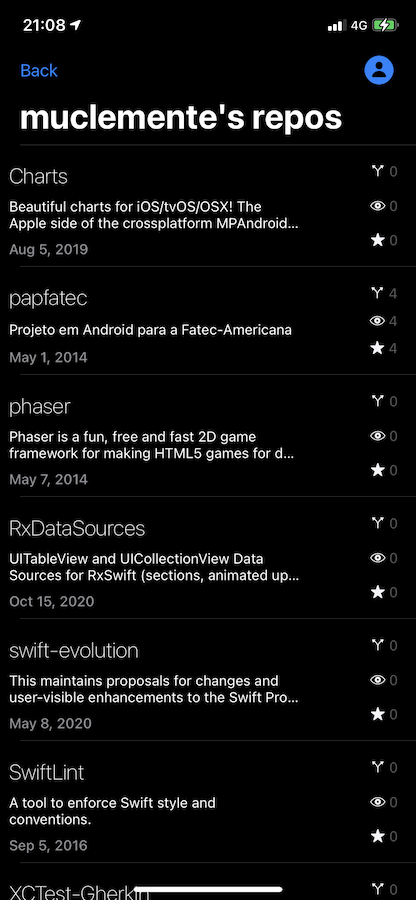 21:08
4G
Back
muclemente's repos
Charts
0
Beautiful charts for iOS/tvOS/OSX! The
Apple side of the crossplatform MPAndroid...
0
Aug 5, 2019
0
papfatec
4
Projeto em Android para a Fatec-Americana
4
May 1, 2014
4
phaser
0
Phaser is a fun, free and fast 2D game
framework for making HTML5 games for d...
0
May 7, 2014
0
RxDataSources
0
UITableView and UICollectionView Data
Sources for RxSwift (sections, animated up...
0
Oct 15, 2020
0
swift-evolution
0
This maintains proposals for changes and
user-visible enhancements to the Swift Pro...
0
May 8, 2020
0
SwiftLint
0
A tool to enforce Swift style and
conventions.
0
Sep 5, 2016
0
XCTest-Gherkin
0